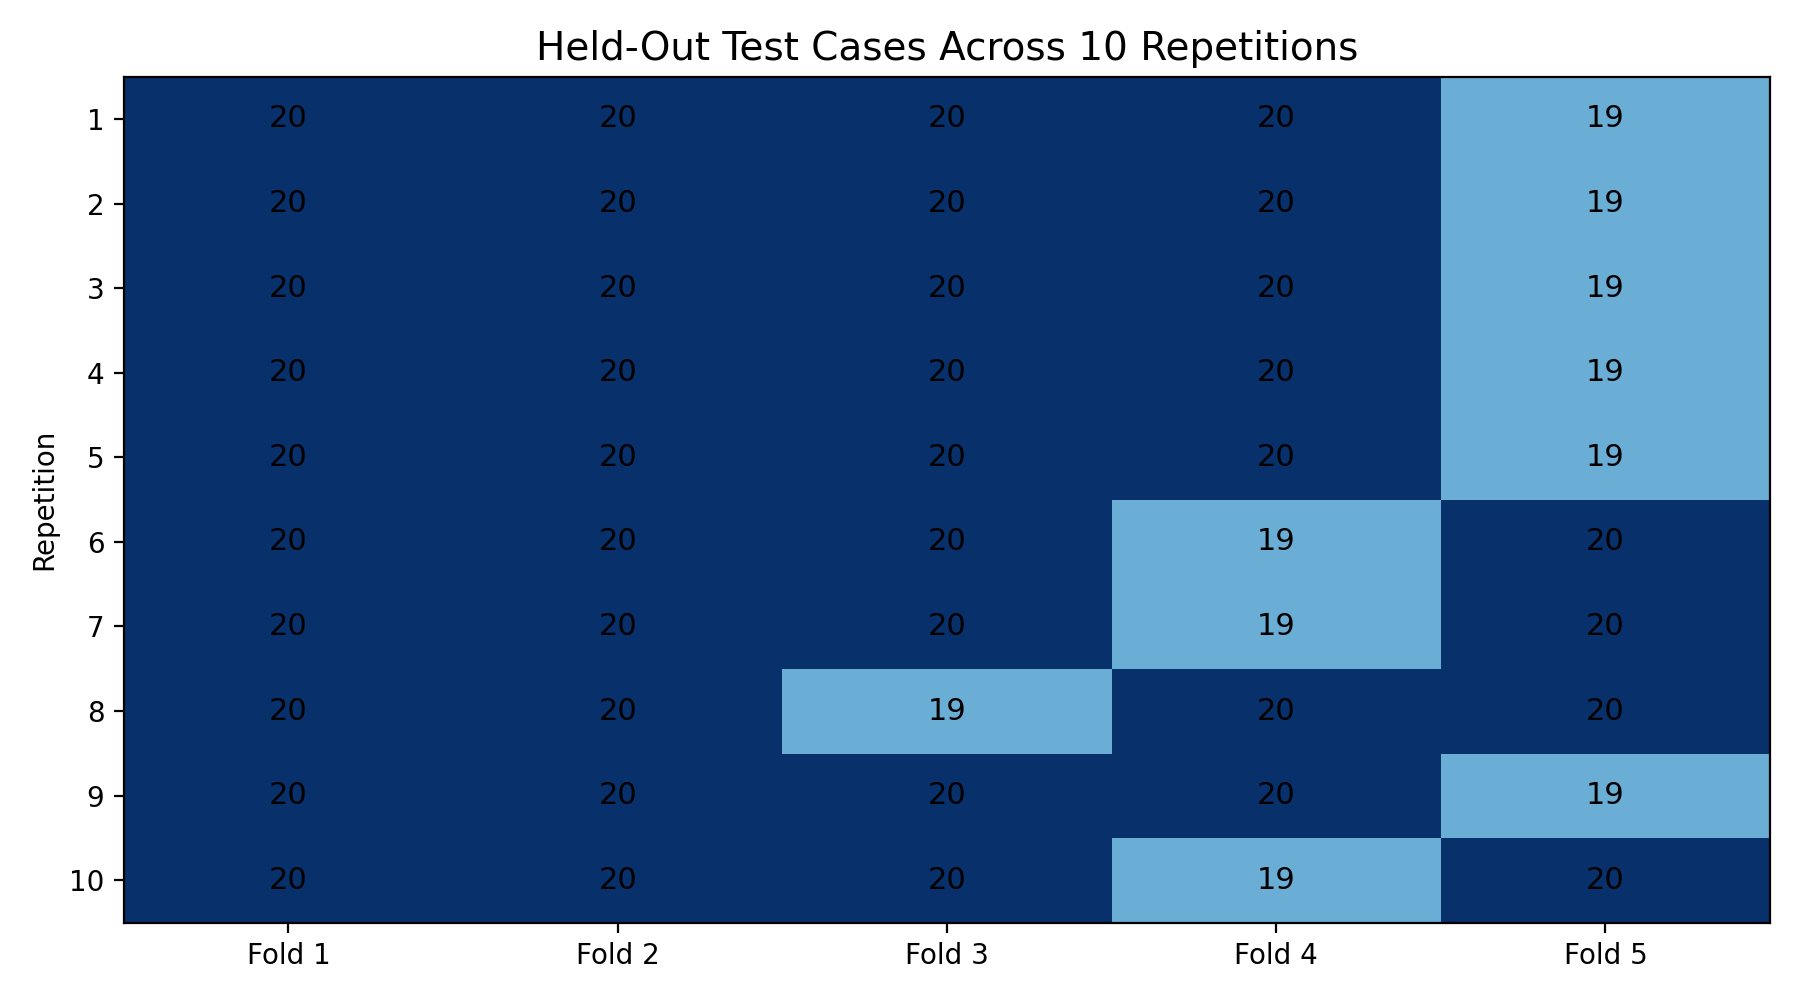 Held-Out Test Cases Across 10 Repetitions
Repetition
1 20 20 20 20 19
2 20 20 20 20 19
3 20 20 20 20 19
4 20 20 20 20 19
5 20 20 20 20 19
6 20 20 20 19 20
7 20 20 20 19 20
8 20 20 19 20 20
9 20 20 20 20 19
10 20 20 20 19 20
Fold 1 Fold 2 Fold 3 Fold 4 Fold 5